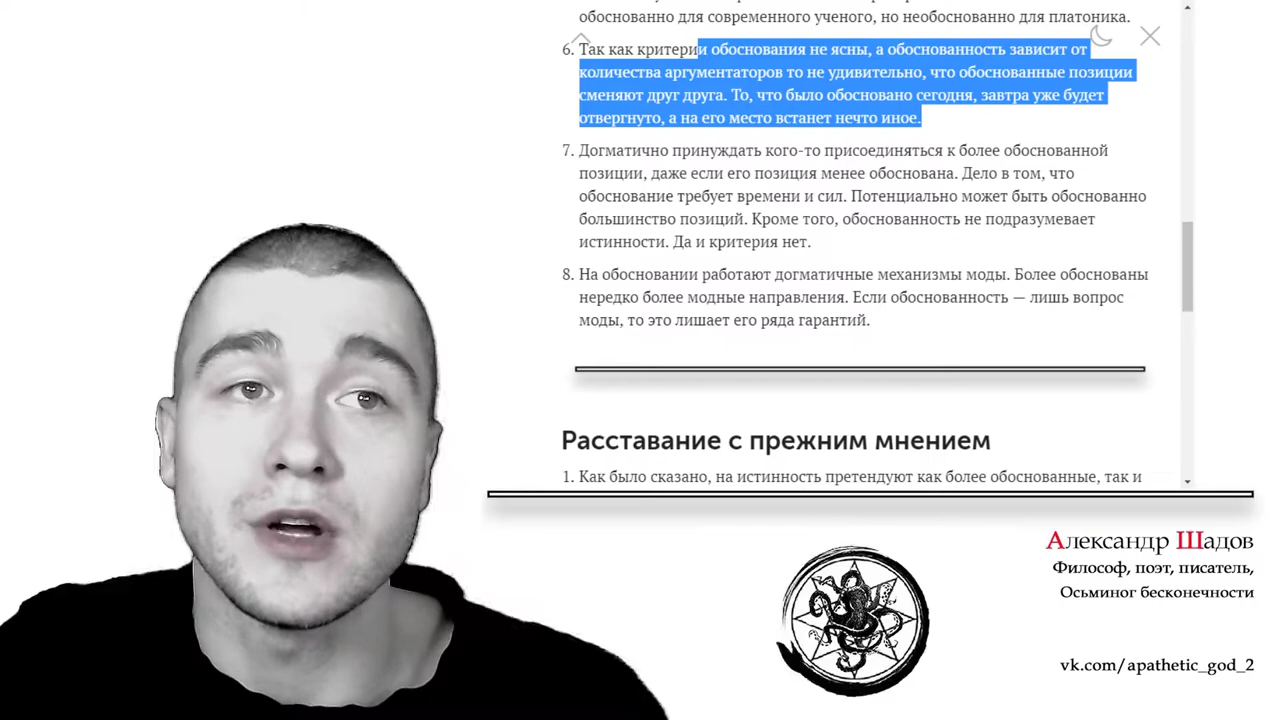 обоснованно для современного ученого, но необоснованно для платоника.
6. Так как критерии обоснования не ясны, а обоснованность зависит от
количества аргументаторов то не удивительно, что обоснованные позиции
сменяют друг друга. То, что было обосновано сегодня, завтра уже будет
отвергнуто, а на его место встанет нечто иное.
7. Догматично принуждать кого-то присоединяться к более обоснованной
позиции, даже если его позиция менее обоснована. Дело в том, что
обоснование требует времени и сил. Потенциально может быть обоснованно
большинство позиций. Кроме того, обоснованность не подразумевает
истинности. Да и критерия нет.
8. На обосновании работают догматичные механизмы моды. Более обоснованы
нередко более модные направления. Если обоснованность — лишь вопрос
моды, то это лишает его ряда гарантий.
Расставание с прежним мнением
1. Как было сказано, на истинность претендуют как более обоснованные, так и
Александр Шадов
Философ, поэт, писатель,
Осьминог бесконечности
vk.com/apathetic_god_2